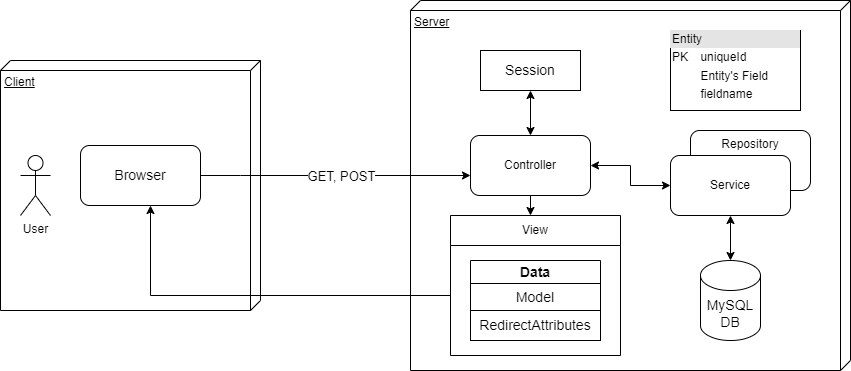 Server
Client
Session
Entity
PK uniqueId
Entity's Field
fieldname
User
Browser
GET, POST
Controller
Repository
Service
View
Data
Model
RedirectAttributes
MySQL
DB